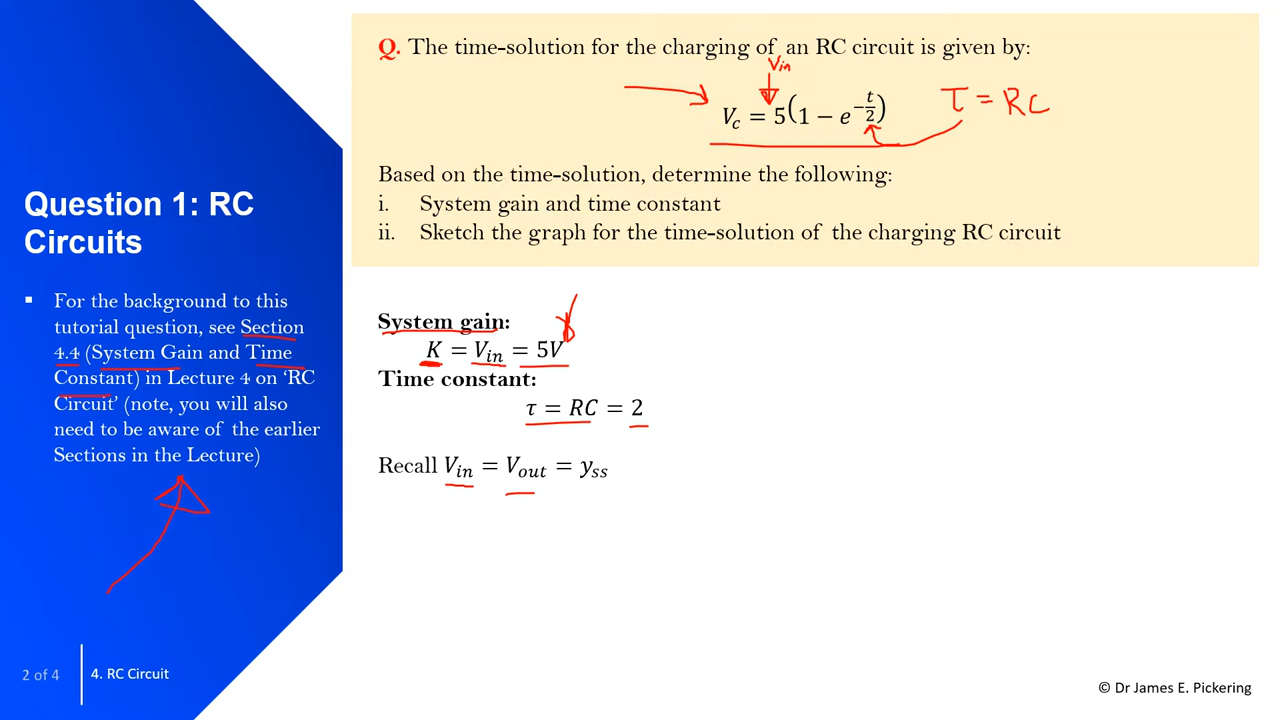 Question 1: RC
Circuits
▪ For the background to this
tutorial question, see Section
4.4 (System Gain and Time
Constant) in Lecture 4 on ‘RC
Circuit’ (note, you will also
need to be aware of the earlier
Sections in the Lecture)
2 of 4
4. RC Circuit
Q. The time-solution for the charging of an RC circuit is given by:
Vin
V_c = 5(1 − e^{−t/2})
τ = RC
Based on the time-solution, determine the following:
i. System gain and time constant
ii. Sketch the graph for the time-solution of the charging RC circuit
System gain:
K = V_in = 5V
Time constant:
τ = RC = 2
Recall V_in = V_out = y_ss
© Dr James E. Pickering